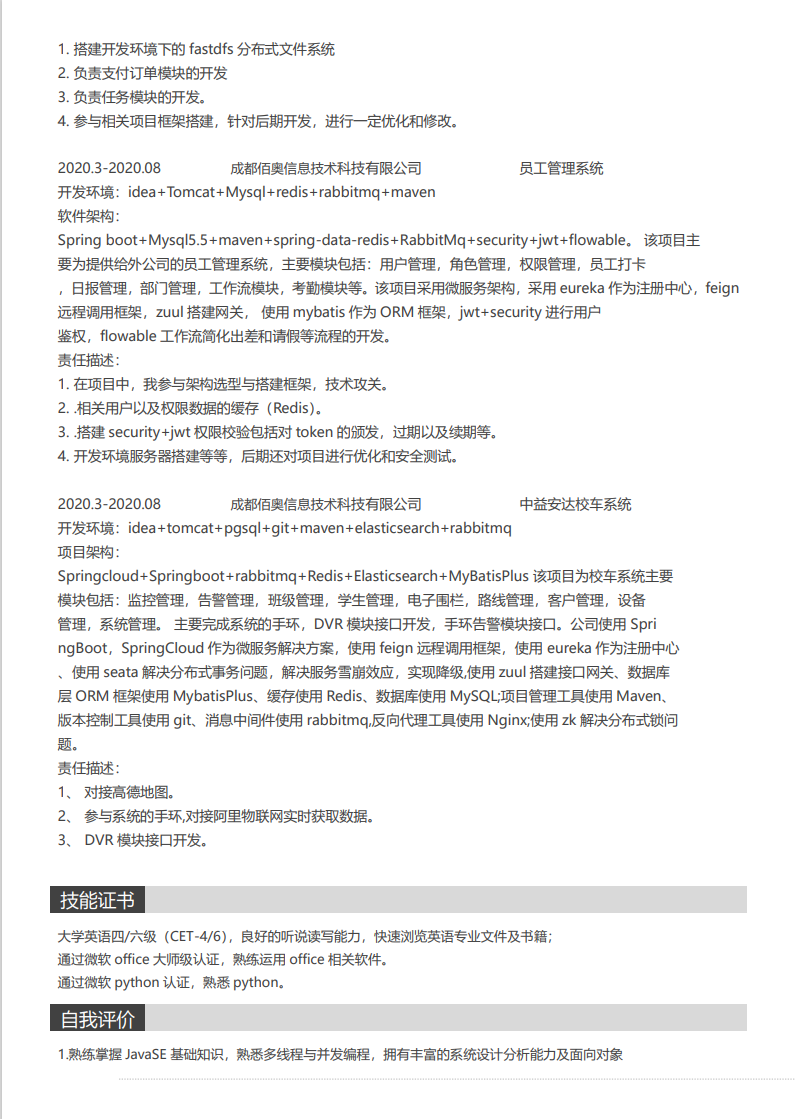 1. 搭建开发环境下的 fastdfs 分布式文件系统
2. 负责支付订单模块的开发
3. 负责任务模块的开发。
4. 参与相关项目框架搭建，针对后期开发，进行一定优化和修改。
2020.3-2020.08 成都佰奥信息技术科技有限公司 员工管理系统
开发环境：idea+Tomcat+Mysql+redis+rabbitmq+maven
软件架构：
Spring boot+Mysql5.5+maven+spring-data-redis+RabbitMq+security+jwt+flowable。 该项目主
要为提供给外公司的员工管理系统，主要模块包括：用户管理，角色管理，权限管理，员工打卡
，日报管理，部门管理，工作流模块，考勤模块等。该项目采用微服务架构，采用 eureka 作为注册中心，feign
远程调用框架，zuul 搭建网关， 使用 mybatis 作为 ORM 框架，jwt+security 进行用户
鉴权，flowable 工作流简化出差和请假等流程的开发。
责任描述：
1. 在项目中，我参与架构选型与搭建框架，技术攻关。
2. .相关用户以及权限数据的缓存（Redis）。
3. .搭建 security+jwt 权限校验包括对 token 的颁发，过期以及续期等。
4. 开发环境服务器搭建等等，后期还对项目进行优化和安全测试。
2020.3-2020.08 成都佰奥信息技术科技有限公司 中益安达校车系统
开发环境：idea+tomcat+pgsql+git+maven+elasticsearch+rabbitmq
项目架构：
Springcloud+Springboot+rabbitmq+Redis+Elasticsearch+MyBatisPlus 该项目为校车系统主要
模块包括：监控管理，告警管理，班级管理，学生管理，电子围栏，路线管理，客户管理，设备
管理，系统管理。 主要完成系统的手环，DVR 模块接口开发，手环告警模块接口。公司使用 Spri
ngBoot，SpringCloud 作为微服务解决方案，使用 feign 远程调用框架，使用 eureka 作为注册中心
、使用 seata 解决分布式事务问题，解决服务雪崩效应，实现降级,使用 zuul 搭建接口网关、数据库
层 ORM 框架使用 MybatisPlus、缓存使用 Redis、数据库使用 MySQL;项目管理工具使用 Maven、
版本控制工具使用 git、消息中间件使用 rabbitmq,反向代理工具使用 Nginx;使用 zk 解决分布式锁问
题。
责任描述：
1、 对接高德地图。
2、 参与系统的手环,对接阿里物联网实时获取数据。
3、 DVR 模块接口开发。
技能证书
大学英语四/六级（CET-4/6），良好的听说读写能力，快速浏览英语专业文件及书籍；
通过微软 office 大师级认证，熟练运用 office 相关软件。
通过微软 python 认证，熟悉 python。
自我评价
1.熟练掌握 JavaSE 基础知识，熟悉多线程与并发编程，拥有丰富的系统设计分析能力及面向对象